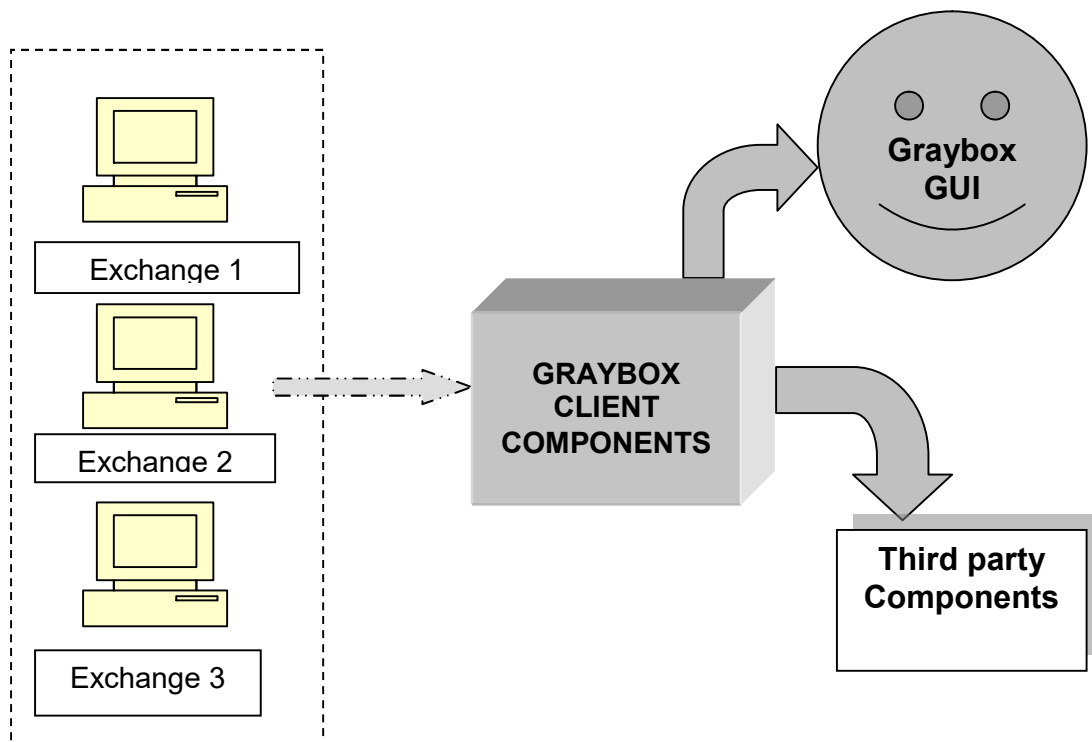 Exchange 1
Exchange 2
Exchange 3
GRAYBOX
CLIENT
COMPONENTS
Graybox
GUI
Third party
Components